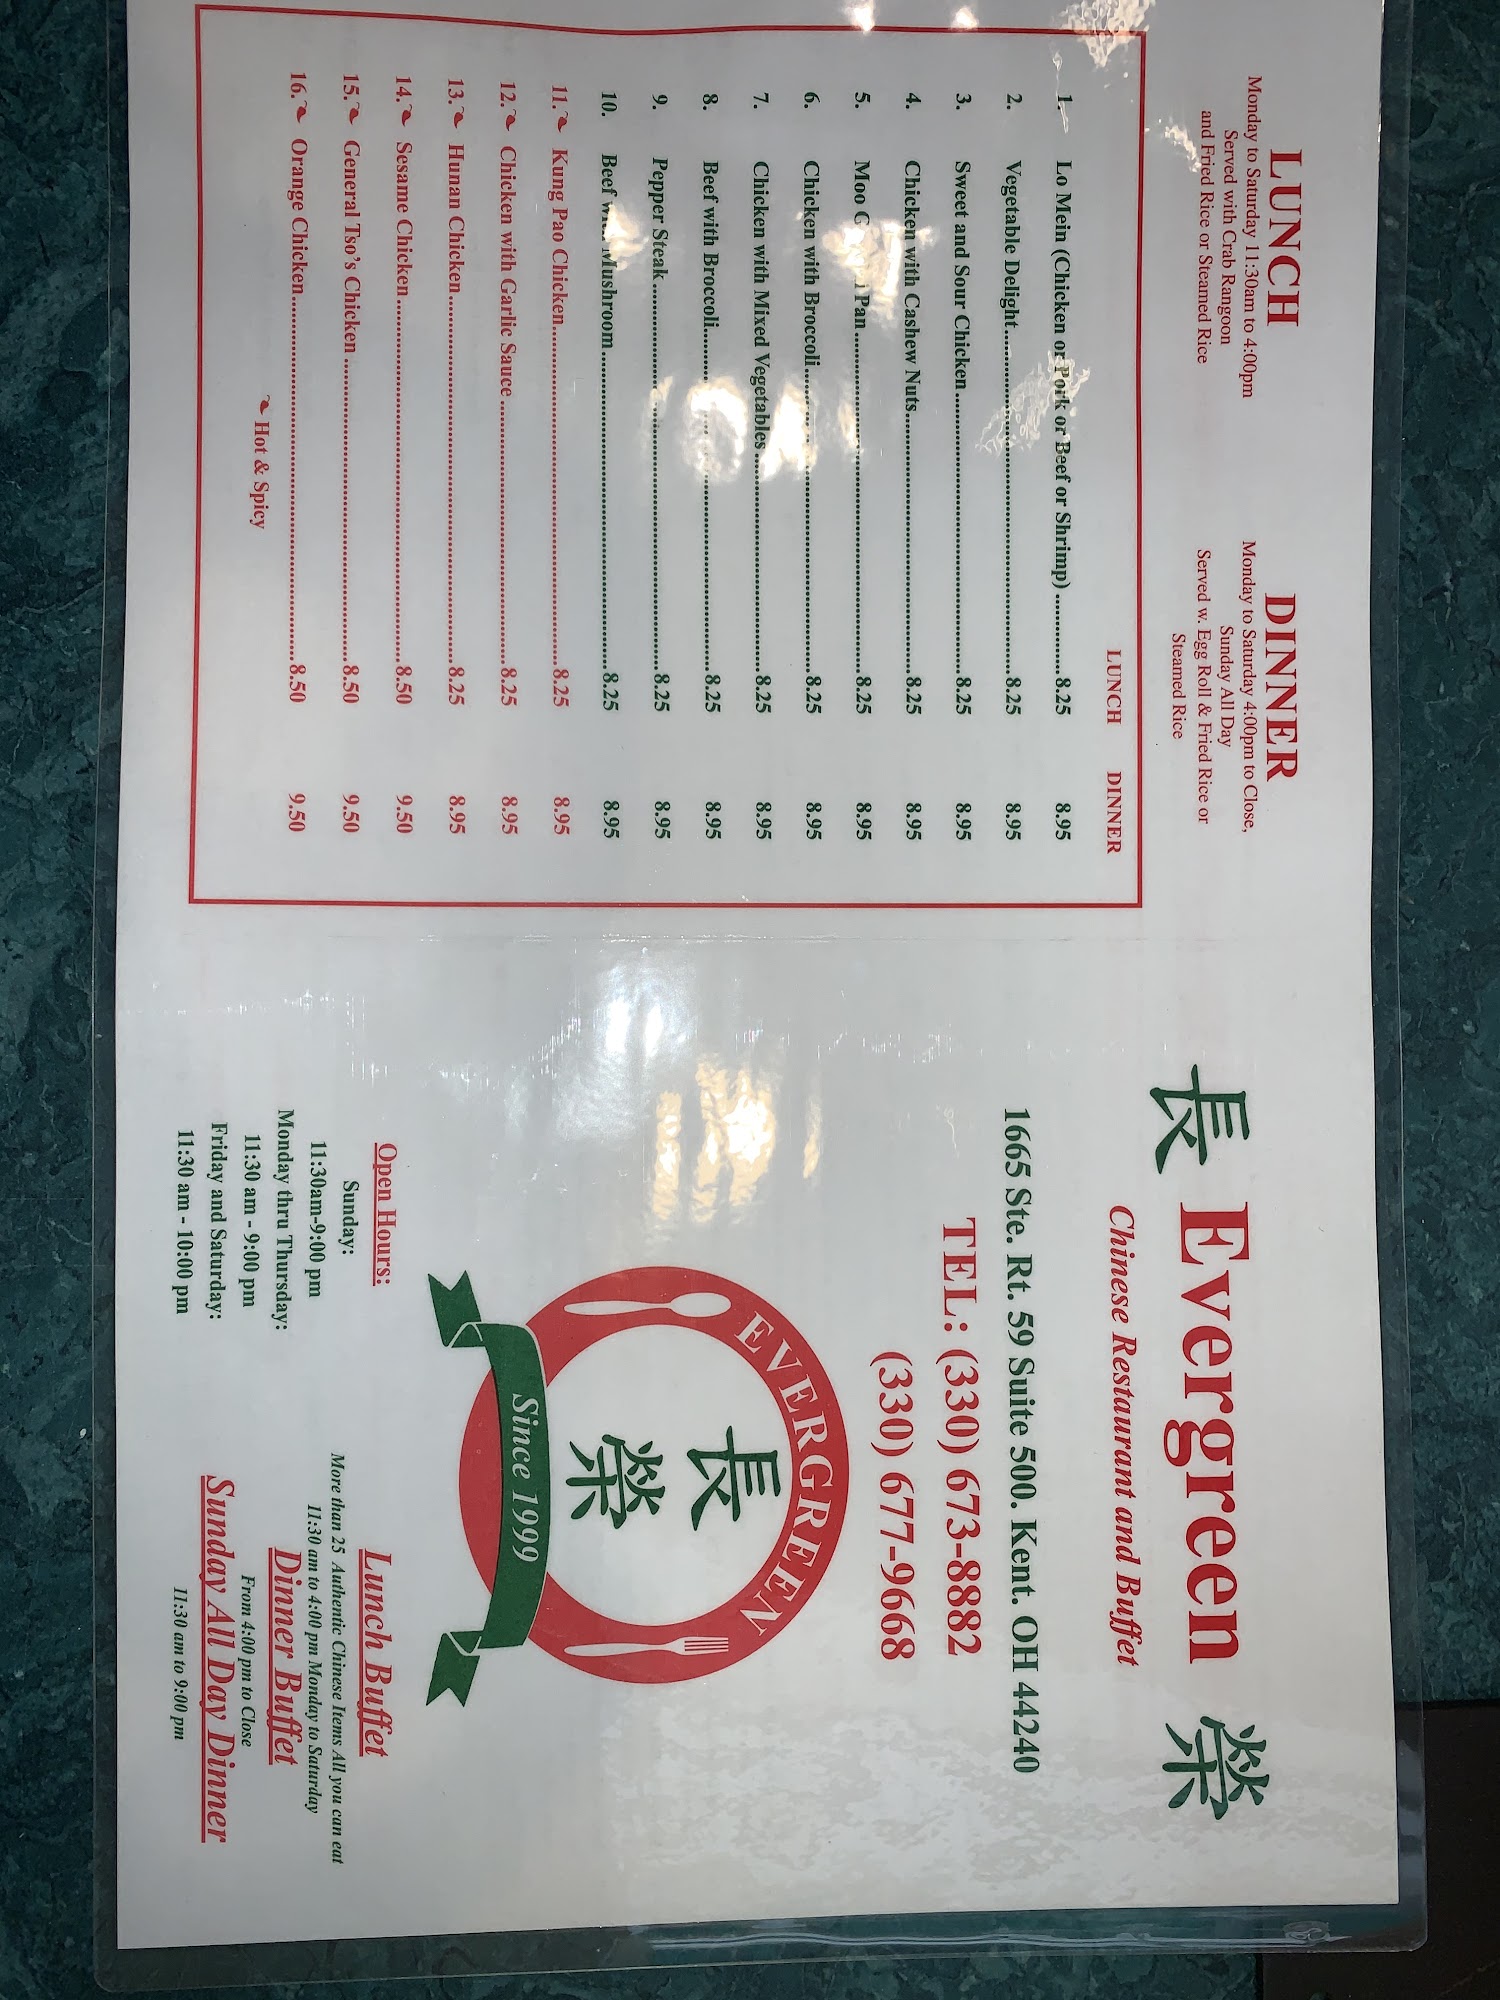 LUNCH
Monday to Saturday 11:30am to 4:00pm
Served with Crab Rangoon
and Fried Rice or Steamed Rice
DINNER
Monday to Saturday 4:00pm to Close,
Sunday All Day
Served w. Egg Roll & Fried Rice or
Steamed Rice
LUNCH DINNER
1. Lo Mein (Chicken or Pork or Beef or Shrimp) 8.25 8.95
2. Vegetable Delight 8.25 8.95
3. Sweet and Sour Chicken 8.25 8.95
4. Chicken with Cashew Nuts 8.25 8.95
5. Moo Pan 8.25 8.95
6. Chicken with Broccoli 8.25 8.95
7. Chicken with Mixed Vegetables 8.25 8.95
8. Beef with Broccoli 8.25 8.95
9. Pepper Steak 8.25 8.95
10. Beef with Mushroom 8.25 8.95
11. Kung Pao Chicken 8.25 8.95
12. Chicken with Garlic Sauce 8.25 8.95
13. Hunan Chicken 8.25 8.95
14. Sesame Chicken 8.50 9.50
15. General Tso's Chicken 8.50 9.50
16. Orange Chicken 8.50 9.50
Hot & Spicy
長 Evergreen 榮
Chinese Restaurant and Buffet
1665 Ste. Rt. 59 Suite 500. Kent. OH 44240
TEL: (330) 673-8882
(330) 677-9668
EVERGREEN
長
榮
Since 1999
Open Hours:
Sunday:
11:30am-9:00 pm
Monday thru Thursday:
11:30 am - 9:00 pm
Friday and Saturday:
11:30 am - 10:00 pm
Lunch Buffet
More than 25 Authentic Chinese Items All you can eat
11:30 am to 4:00 pm Monday to Saturday
Dinner Buffet
From 4:00 pm to Close
Sunday All Day Dinner
11:30 am to 9:00 pm